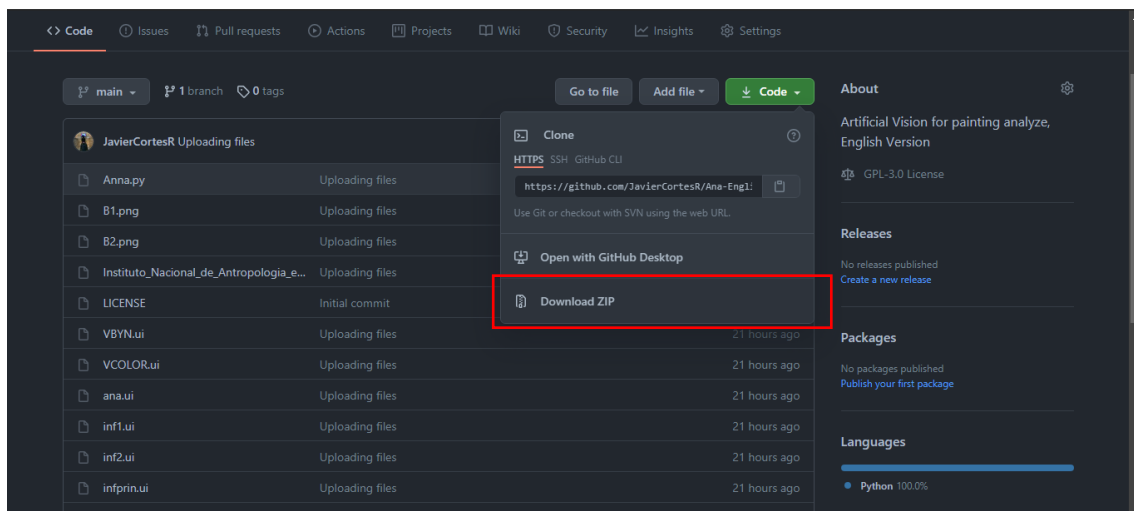 Code Issues Pull requests Actions Projects Wiki Security Insights Settings
main 1 branch 0 tags Go to file Add file Code
JavierCortesR Uploading files
Anna.py Uploading files
B1.png Uploading files
B2.png Uploading files
Instituto_Nacional_de_Antropologia_e... Uploading files
LICENSE Initial commit
VBYN.ui Uploading files 21 hours ago
VCOLOR.ui Uploading files 21 hours ago
ana.ui Uploading files 21 hours ago
inf1.ui Uploading files 21 hours ago
inf2.ui Uploading files 21 hours ago
infprin.ui Uploading files 21 hours ago
Clone
HTTPS SSH GitHub CLI
https://github.com/JavierCortesR/Ana-Engli
Use Git or checkout with SVN using the web URL.
Open with GitHub Desktop
Download ZIP
About
Artificial Vision for painting analyze,
English Version
GPL-3.0 License
Releases
No releases published
Create a new release
Packages
No packages published
Publish your first package
Languages
Python 100.0%